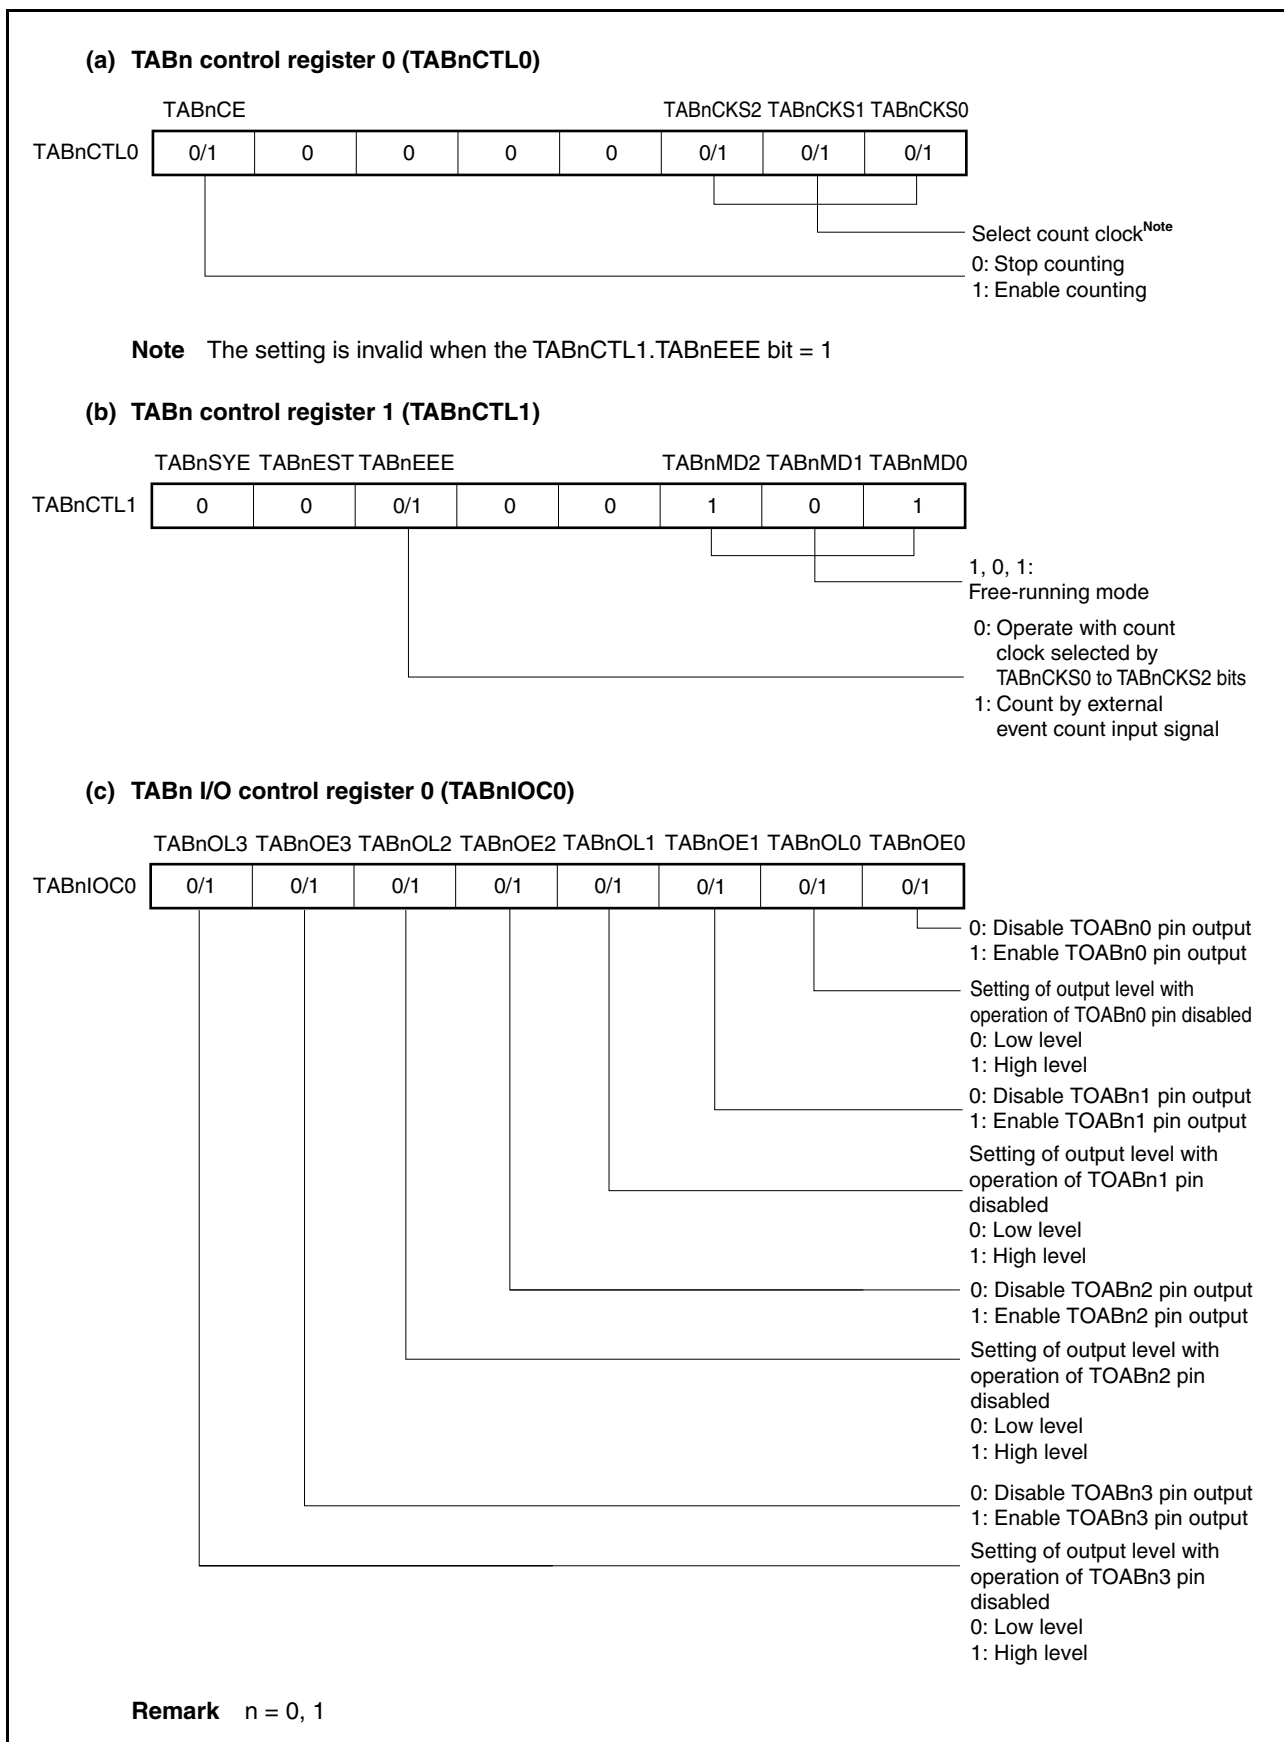 (a) TABn control register 0 (TABnCTL0)
TABnCE TABnCKS2 TABnCKS1 TABnCKS0
TABnCTL0 0/1 0 0 0 0 0/1 0/1 0/1
Select count clockNote
0: Stop counting
1: Enable counting
Note The setting is invalid when the TABnCTL1.TABnEEE bit = 1
(b) TABn control register 1 (TABnCTL1)
TABnSYE TABnEST TABnEEE TABnMD2 TABnMD1 TABnMD0
TABnCTL1 0 0 0/1 0 0 1 0 1
1, 0, 1:
Free-running mode
0: Operate with count
clock selected by
TABnCKS0 to TABnCKS2 bits
1: Count by external
event count input signal
(c) TABn I/O control register 0 (TABnIOC0)
TABnOL3 TABnOE3 TABnOL2 TABnOE2 TABnOL1 TABnOE1 TABnOL0 TABnOE0
TABnIOC0 0/1 0/1 0/1 0/1 0/1 0/1 0/1 0/1
0: Disable TOABn0 pin output
1: Enable TOABn0 pin output
Setting of output level with
operation of TOABn0 pin disabled
0: Low level
1: High level
0: Disable TOABn1 pin output
1: Enable TOABn1 pin output
Setting of output level with
operation of TOABn1 pin
disabled
0: Low level
1: High level
0: Disable TOABn2 pin output
1: Enable TOABn2 pin output
Setting of output level with
operation of TOABn2 pin
disabled
0: Low level
1: High level
0: Disable TOABn3 pin output
1: Enable TOABn3 pin output
Setting of output level with
operation of TOABn3 pin
disabled
0: Low level
1: High level
Remark n = 0, 1